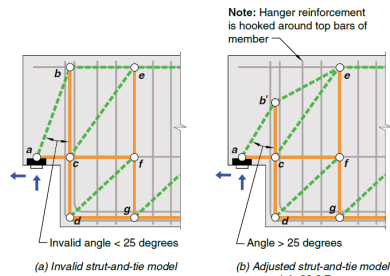 Note: Hanger reinforcement
is hooked around top bars of
member
b
e
a
c
f
d
g
Invalid angle < 25 degrees
(a) Invalid strut-and-tie model
e
b'
a
c
f
d
g
Angle > 25 degrees
(b) Adjusted strut-and-tie model